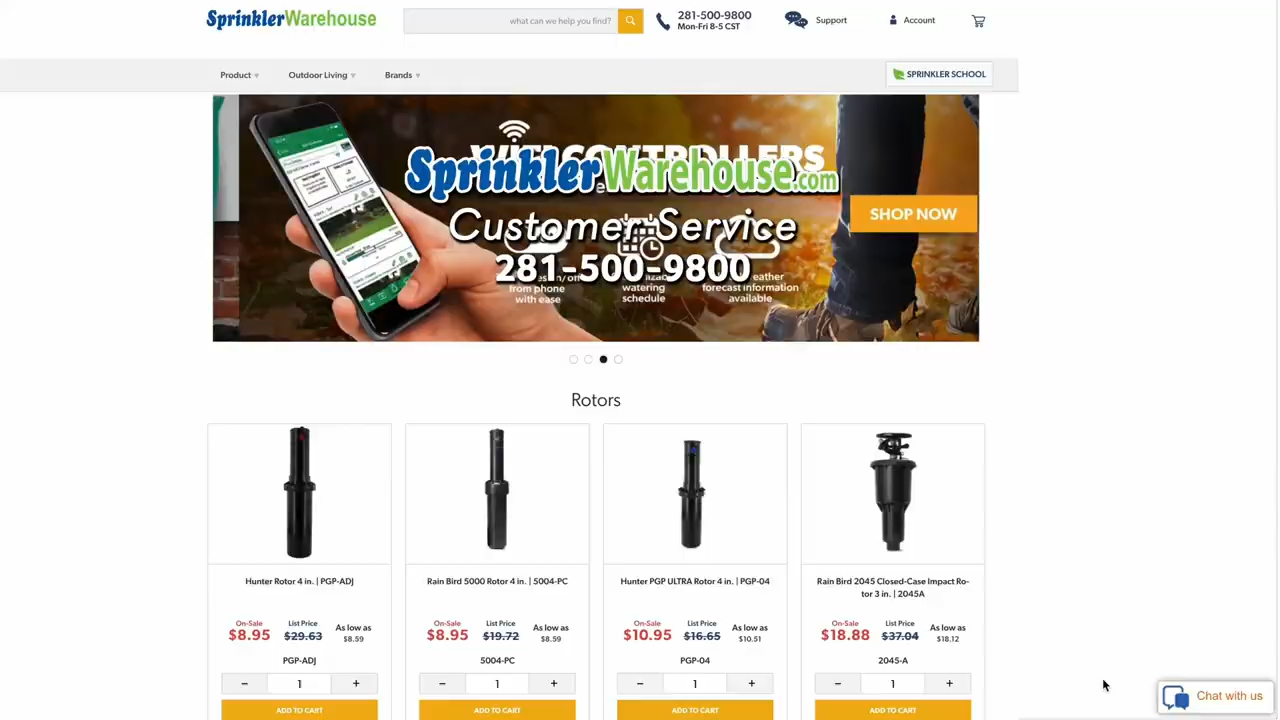 SprinklerWarehouse
what can we help you find?
281-500-9800
Mon-Fri 8-5 CST
Support
Account
Product
Outdoor Living
Brands
SPRINKLER SCHOOL
SprinklerWarehouse.com
Customer Service
281-500-9800
SHOP NOW
from phone
with ease
watering
schedule
forecast information
available
Rotors
Hunter Rotor 4 in. | PGP-ADJ
On-Sale List Price As low as
$8.95 $29.63 $8.59
PGP-ADJ
− 1 +
ADD TO CART
Rain Bird 5000 Rotor 4 in. | 5004-PC
On-Sale List Price As low as
$8.95 $19.72 $8.59
5004-PC
− 1 +
ADD TO CART
Hunter PGP ULTRA Rotor 4 in. | PGP-04
On-Sale List Price As low as
$10.95 $16.65 $10.51
PGP-04
− 1 +
ADD TO CART
Rain Bird 2045 Closed-Case Impact Ro-
tor 3 in. | 2045A
On-Sale List Price As low as
$18.88 $37.04 $18.12
2045-A
− 1 +
ADD TO CART
Chat with us